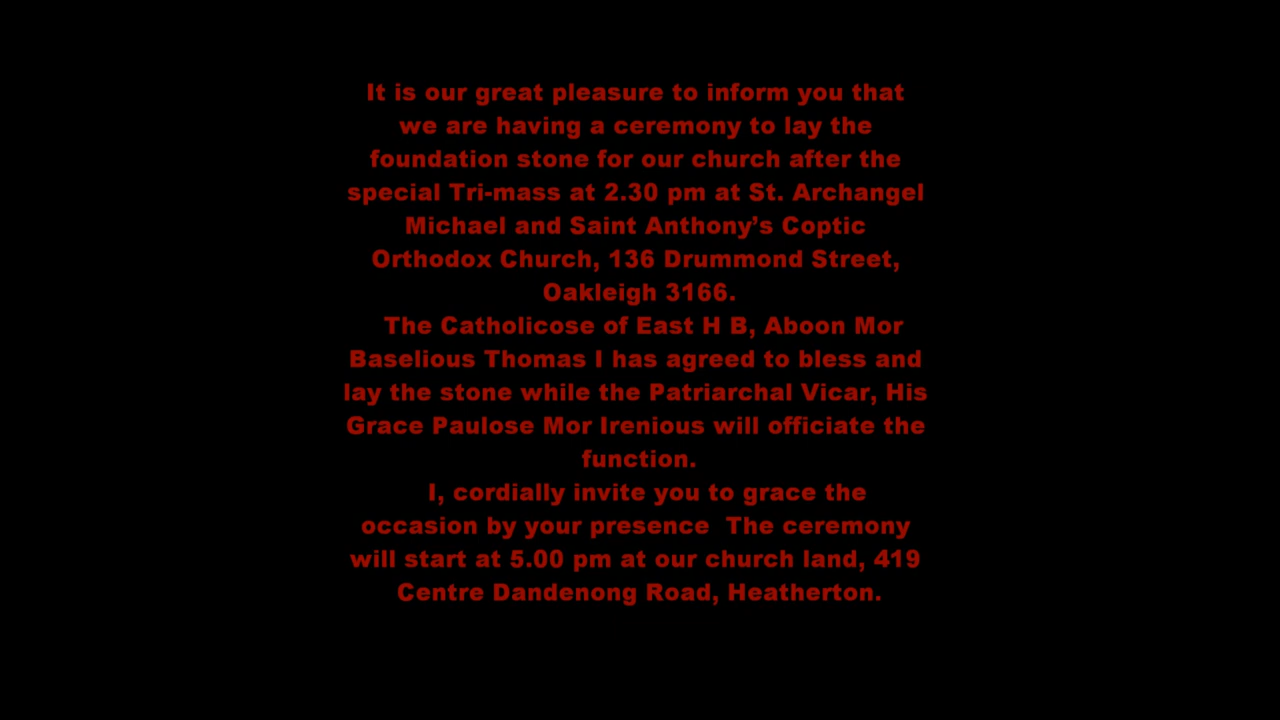 It is our great pleasure to inform you that
we are having a ceremony to lay the
foundation stone for our church after the
special Tri-mass at 2.30 pm at St. Archangel
Michael and Saint Anthony’s Coptic
Orthodox Church, 136 Drummond Street,
Oakleigh 3166.
The Catholicose of East H B, Aboon Mor
Baselious Thomas I has agreed to bless and
lay the stone while the Patriarchal Vicar, His
Grace Paulose Mor Irenious will officiate the
function.
I, cordially invite you to grace the
occasion by your presence  The ceremony
will start at 5.00 pm at our church land, 419
Centre Dandenong Road, Heatherton.